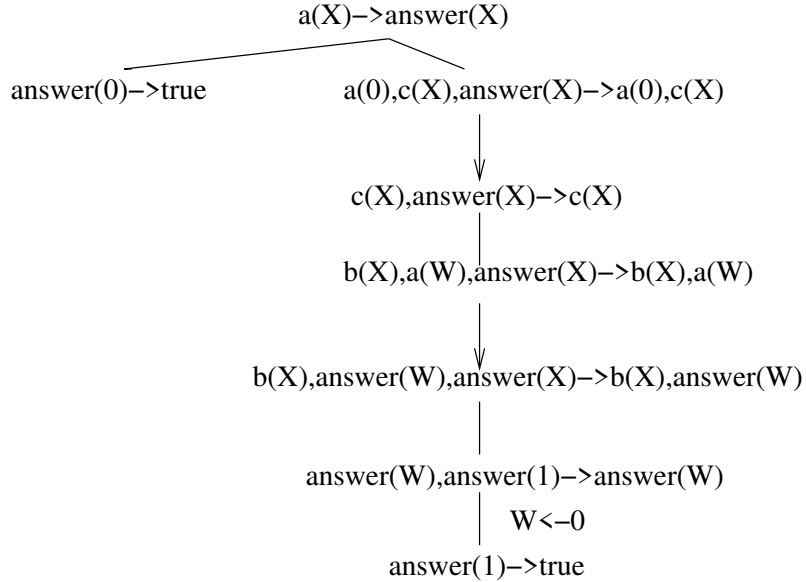 a(X)−>answer(X)
answer(0)−>true
a(0),c(X),answer(X)−>a(0),c(X)
c(X),answer(X)−>c(X)
b(X),a(W),answer(X)−>b(X),a(W)
b(X),answer(W),answer(X)−>b(X),answer(W)
answer(W),answer(1)−>answer(W)
W<−0
answer(1)−>true